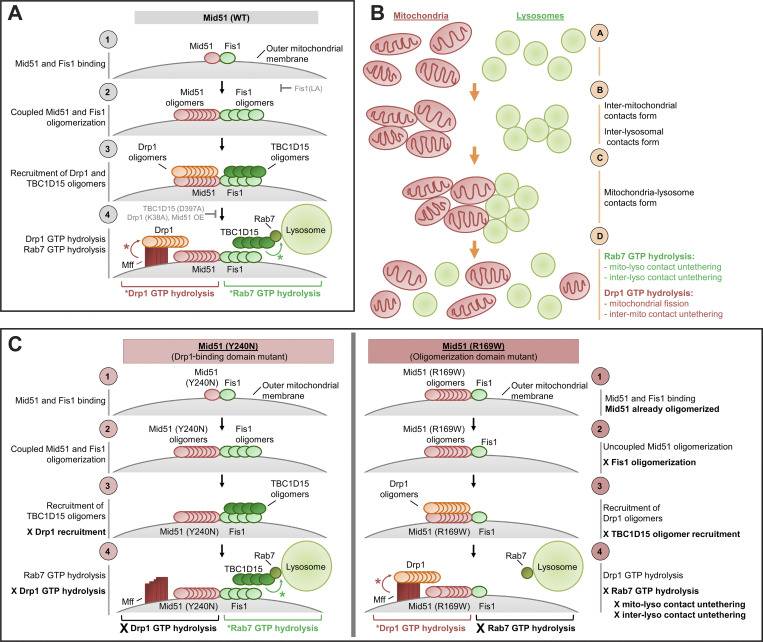 A
Mid51 (WT)
1
Mid51 and Fis1 binding
Mid51
Fis1
Outer mitochondrial
membrane
Fis1(LA)
2
Coupled Mid51 and Fis1
oligomerization
Mid51
oligomers
Fis1
oligomers
3
Recruitment of Drp1 and
TBC1D15 oligomers
Drp1
oligomers
TBC1D15
oligomers
Mid51
Fis1
TBC1D15 (D397A)
Drp1 (K38A), Mid51 OE
4
Drp1 GTP hydrolysis
Rab7 GTP hydrolysis
Drp1
*
Mff
TBC1D15
Rab7
Lysosome
*
Mid51
Fis1
*Drp1 GTP hydrolysis
*Rab7 GTP hydrolysis
B
Mitochondria
Lysosomes
A
B
Inter-mitochondrial
contacts form
Inter-lysosomal
contacts form
C
Mitochondria-lysosome
contacts form
D
Rab7 GTP hydrolysis:
- mito-lyso contact untethering
- inter-lyso contact untethering
Drp1 GTP hydrolysis:
- mitochondrial fission
- inter-mito contact untethering
C
Mid51 (Y240N)
(Drp1-binding domain mutant)
1
Mid51 and Fis1 binding
Mid51
(Y240N)
Fis1
Outer mitochondrial
membrane
2
Coupled Mid51 and Fis1
oligomerization
Mid51 (Y240N)
oligomers
Fis1
oligomers
3
Recruitment of
TBC1D15 oligomers
X Drp1 recruitment
TBC1D15
oligomers
Mid51 (Y240N)
Fis1
4
Rab7 GTP hydrolysis
X Drp1 GTP hydrolysis
Mff
Rab7
TBC1D15
Lysosome
*
Mid51 (Y240N)
Fis1
X Drp1 GTP hydrolysis
*Rab7 GTP hydrolysis
Mid51 (R169W)
(Oligomerization domain mutant)
Mid51 (R169W)
oligomers
Fis1
Outer mitochondrial
membrane
1
Mid51 and Fis1 binding
Mid51 already oligomerized
Mid51 (R169W)
oligomers
Fis1
2
Uncoupled Mid51 oligomerization
X Fis1 oligomerization
Drp1
oligomers
Mid51 (R169W)
Fis1
3
Recruitment of
Drp1 oligomers
X TBC1D15 oligomer recruitment
Drp1
*
Mff
Rab7
Lysosome
Mid51 (R169W)
Fis1
*Drp1 GTP hydrolysis
X Rab7 GTP hydrolysis
4
Drp1 GTP hydrolysis
X Rab7 GTP hydrolysis
X mito-lyso contact untethering
X inter-lyso contact untethering